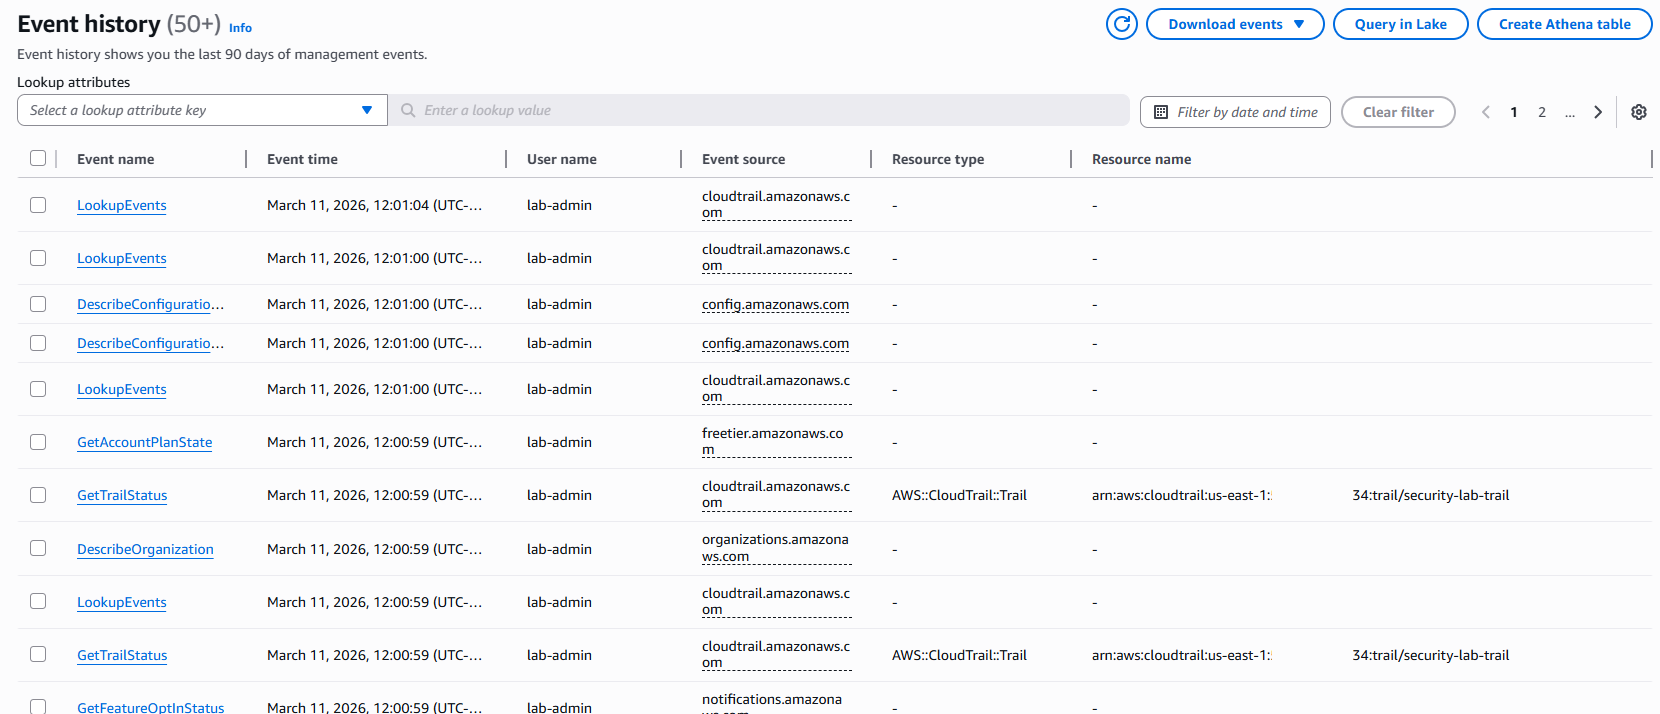 Event history (50+) Info
Download events
Query in Lake
Create Athena table
Event history shows you the last 90 days of management events.
Lookup attributes
Select a lookup attribute key
Enter a lookup value
Filter by date and time
Clear filter
1 2 ...
Event name Event time User name Event source Resource type Resource name
LookupEvents March 11, 2026, 12:01:04 (UTC-... lab-admin cloudtrail.amazonaws.c
om - -
LookupEvents March 11, 2026, 12:01:00 (UTC-... lab-admin cloudtrail.amazonaws.c
om - -
DescribeConfiguratio... March 11, 2026, 12:01:00 (UTC-... lab-admin config.amazonaws.com - -
DescribeConfiguratio... March 11, 2026, 12:01:00 (UTC-... lab-admin config.amazonaws.com - -
LookupEvents March 11, 2026, 12:01:00 (UTC-... lab-admin cloudtrail.amazonaws.c
om - -
GetAccountPlanState March 11, 2026, 12:00:59 (UTC-... lab-admin freetier.amazonaws.co
m - -
GetTrailStatus March 11, 2026, 12:00:59 (UTC-... lab-admin cloudtrail.amazonaws.c
om AWS::CloudTrail::Trail arn:aws:cloudtrail:us-east-1: 34:trail/security-lab-trail
DescribeOrganization March 11, 2026, 12:00:59 (UTC-... lab-admin organizations.amazona
ws.com - -
LookupEvents March 11, 2026, 12:00:59 (UTC-... lab-admin cloudtrail.amazonaws.c
om - -
GetTrailStatus March 11, 2026, 12:00:59 (UTC-... lab-admin cloudtrail.amazonaws.c
om AWS::CloudTrail::Trail arn:aws:cloudtrail:us-east-1: 34:trail/security-lab-trail
GetFeatureOptInStatus March 11, 2026, 12:00:59 (UTC-... lab-admin notifications.amazona
ws.com - -